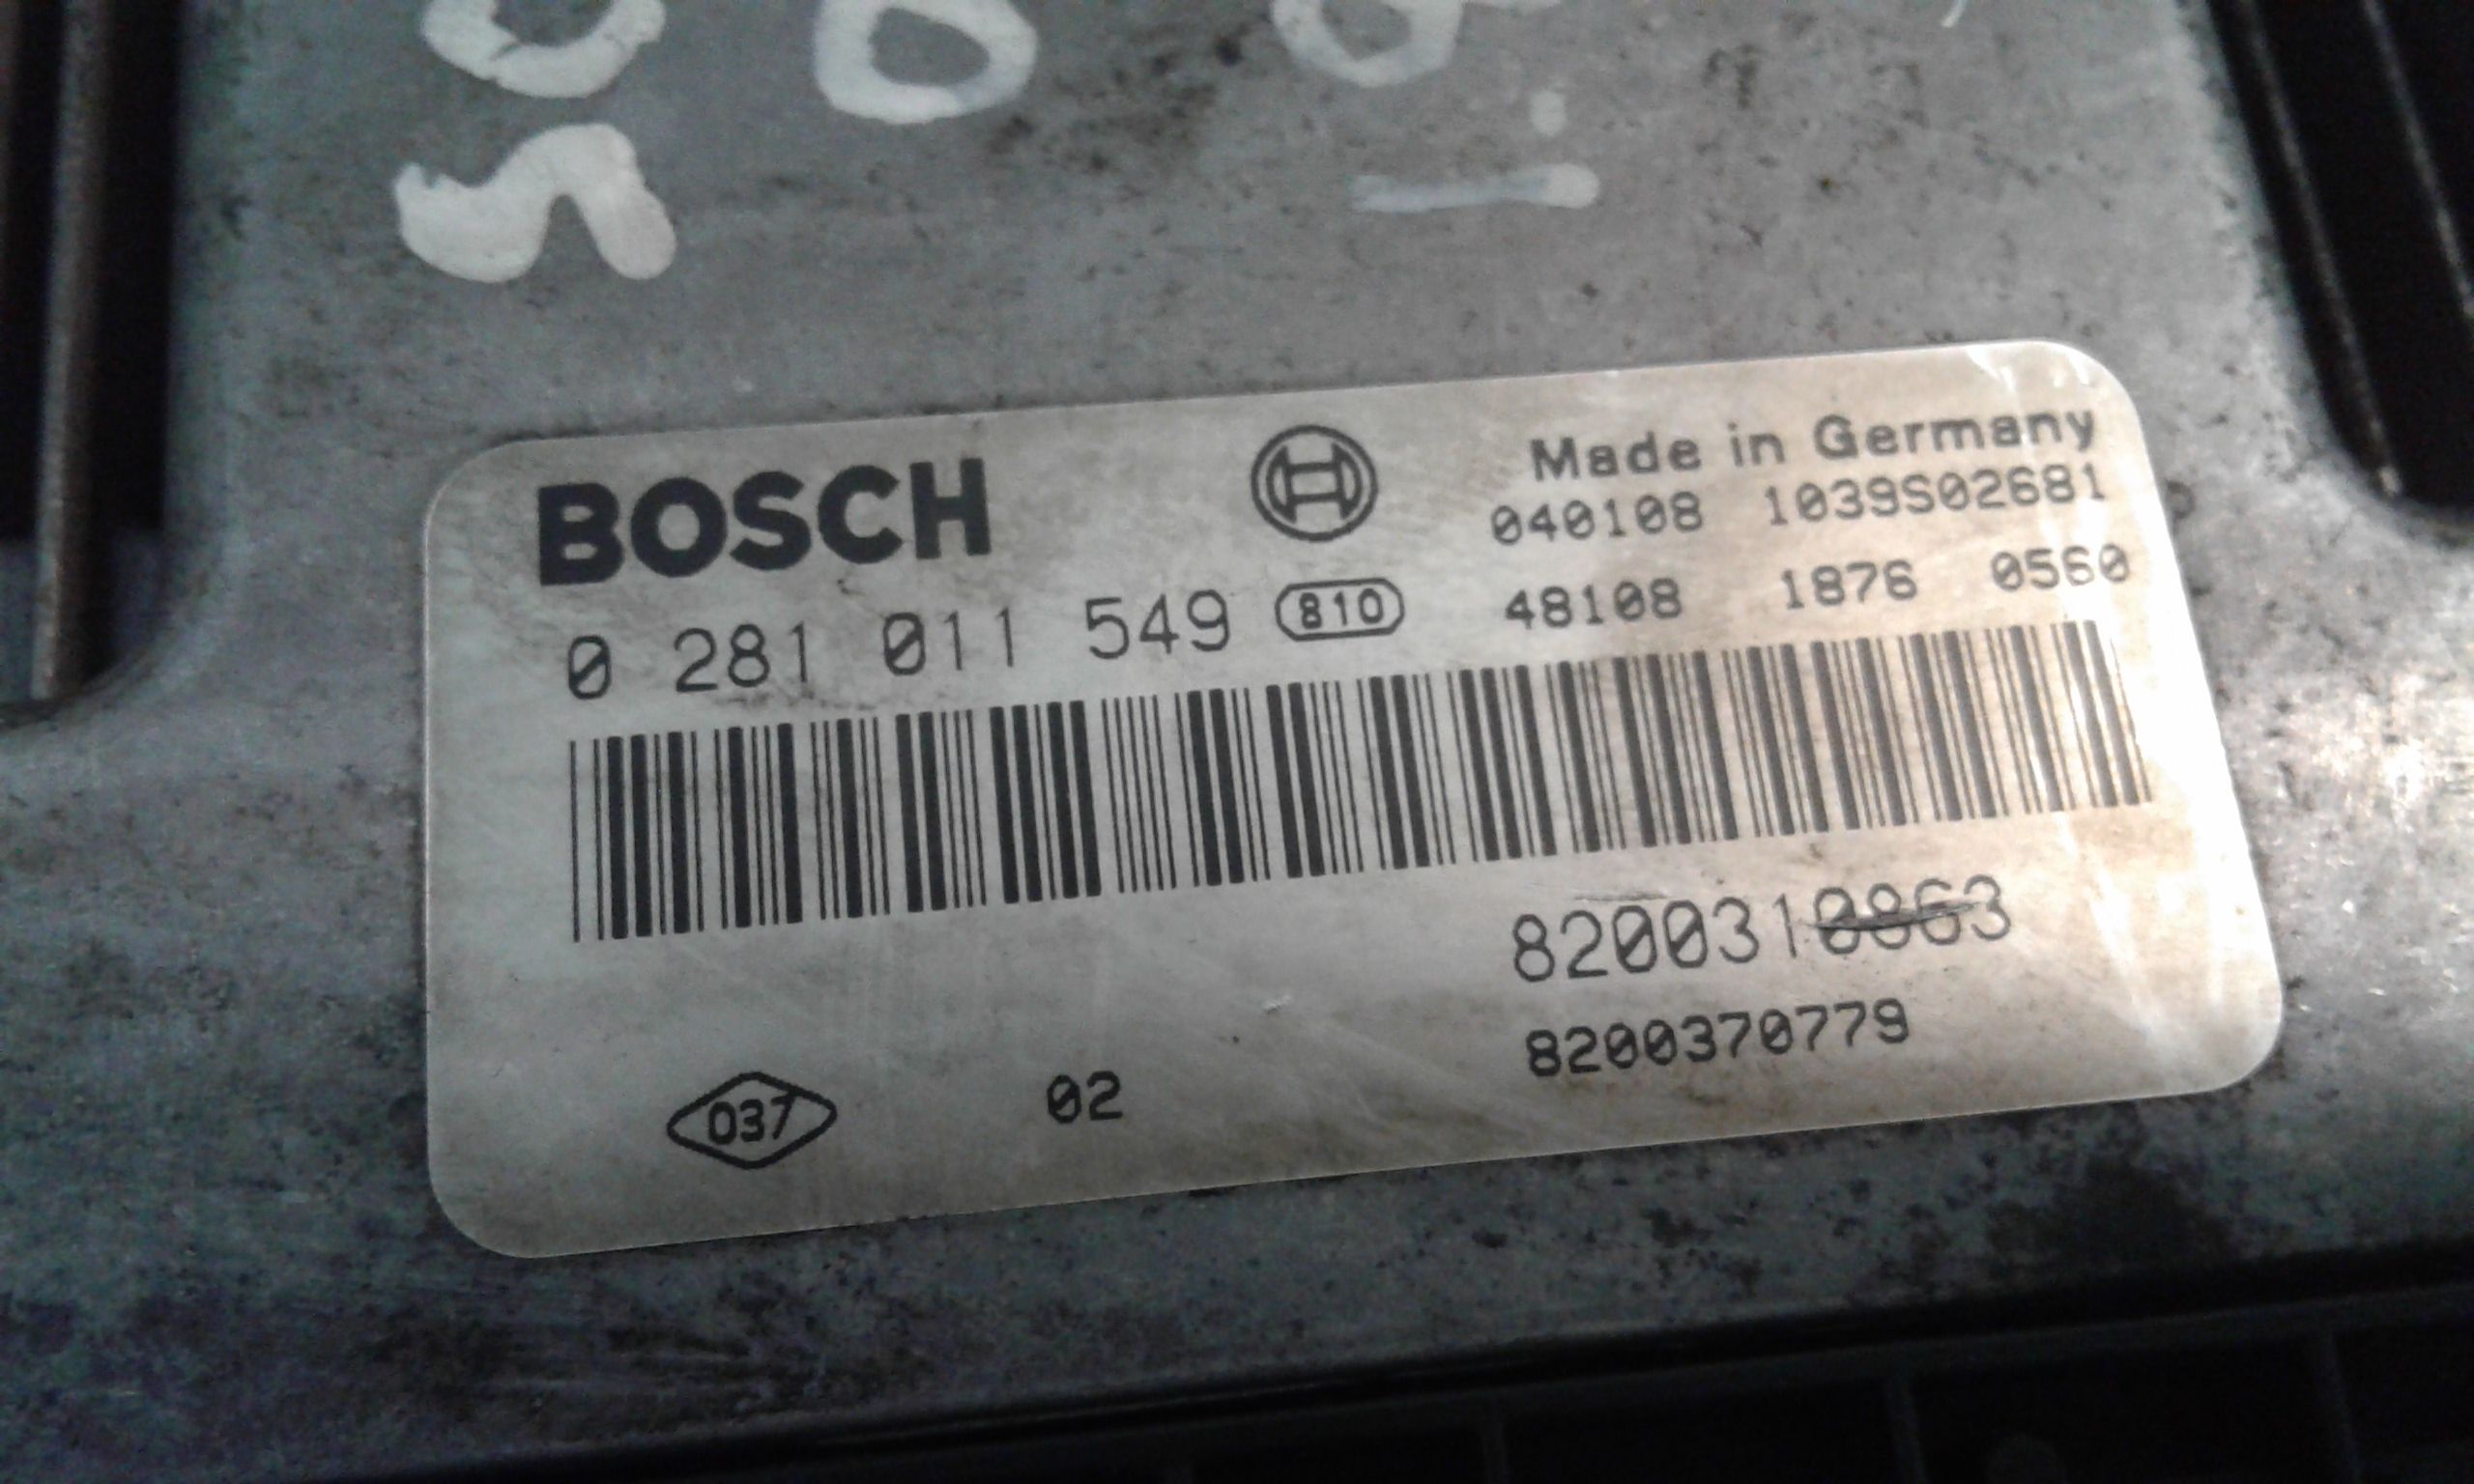 BOSCH
Made in Germany
040108 1039S02681
0 281 011 549 810 48108 1876 0560
8200310863
8200370779
037 02